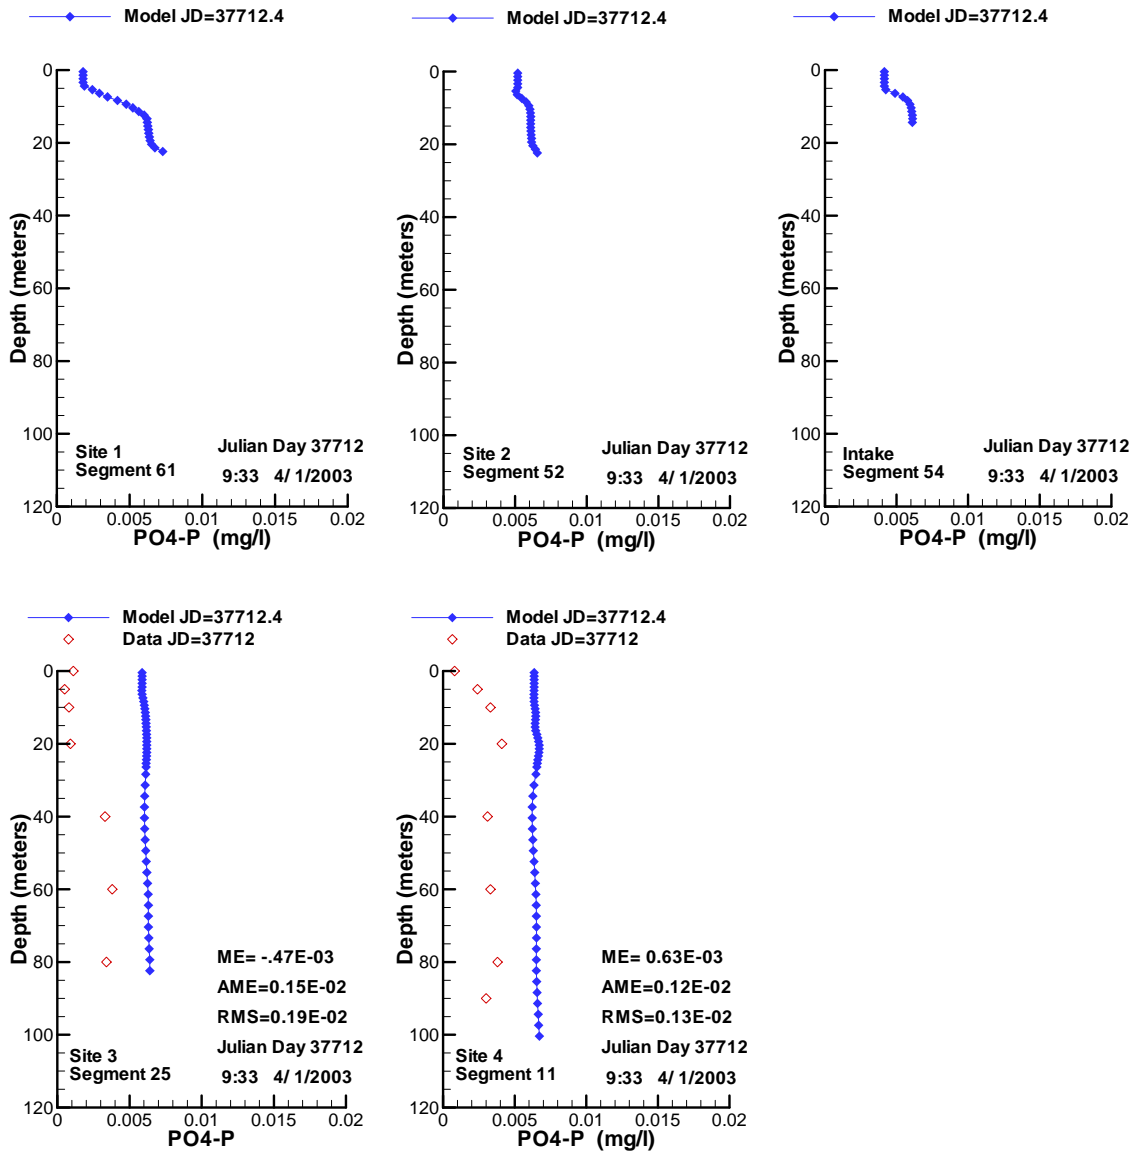 Model JD=37712.4
0
20
40
60
80
100
120
Depth (meters)
Site 1
Segment 61
Julian Day 37712
9:33 4/ 1/2003
0 0.005 0.01 0.015 0.02
PO4-P (mg/l)
Model JD=37712.4
0
20
40
60
80
100
120
Depth (meters)
Site 2
Segment 52
Julian Day 37712
9:33 4/ 1/2003
0 0.005 0.01 0.015 0.02
PO4-P (mg/l)
Model JD=37712.4
0
20
40
60
80
100
120
Depth (meters)
Intake
Segment 54
Julian Day 37712
9:33 4/ 1/2003
0 0.005 0.01 0.015 0.02
PO4-P (mg/l)
Model JD=37712.4
Data JD=37712
0
20
40
60
80
100
120
Depth (meters)
ME= -.47E-03
AME=0.15E-02
RMS=0.19E-02
Site 3
Segment 25
Julian Day 37712
9:33 4/ 1/2003
0 0.005 0.01 0.015 0.02
PO4-P
Model JD=37712.4
Data JD=37712
0
20
40
60
80
100
120
Depth (meters)
ME= 0.63E-03
AME=0.12E-02
RMS=0.13E-02
Site 4
Segment 11
Julian Day 37712
9:33 4/ 1/2003
0 0.005 0.01 0.015 0.02
PO4-P (mg/l)